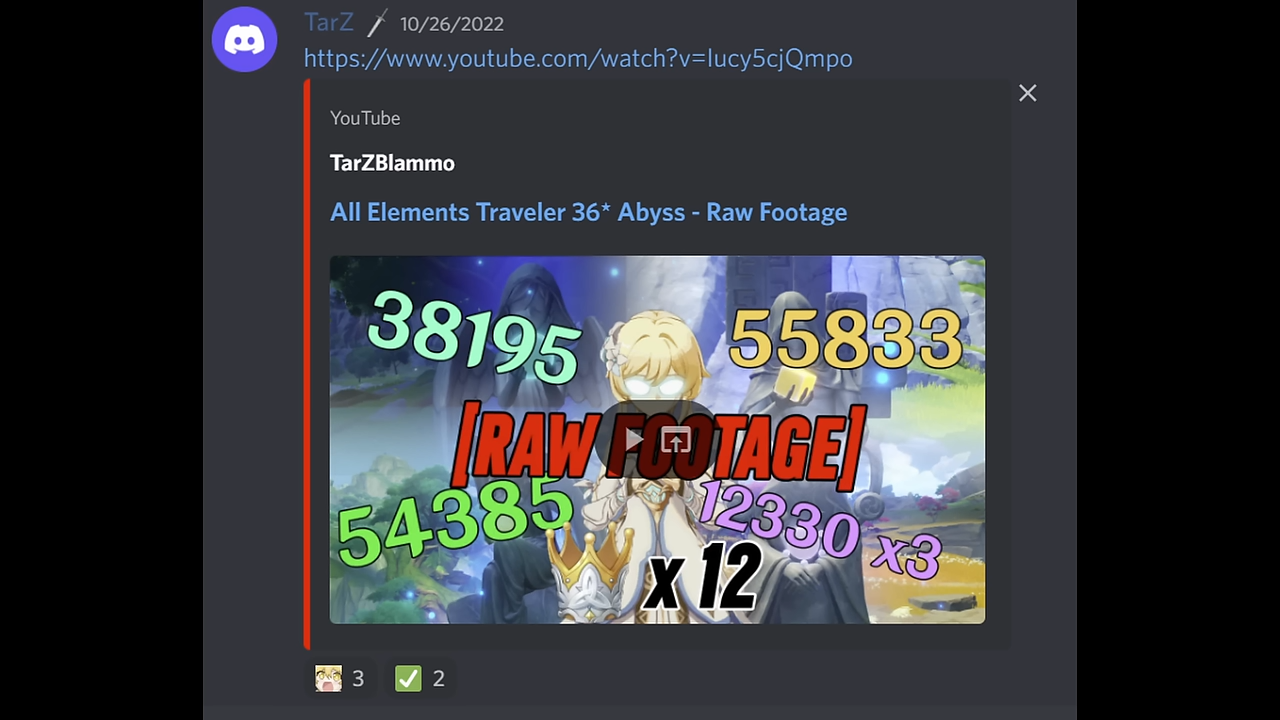 TarZ 10/26/2022
https://www.youtube.com/watch?v=lucy5cjQmpo
YouTube
TarZBlammo
All Elements Traveler 36* Abyss - Raw Footage
38195
55833
[RAW FOOTAGE]
54385
12330 x3
x 12
3 2